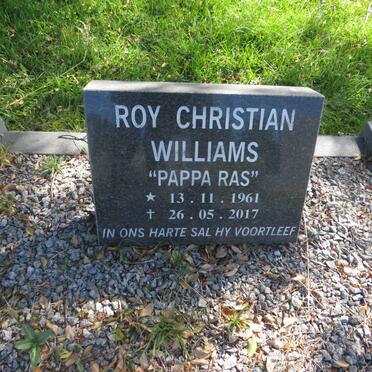 ROY CHRISTIAN
WILLIAMS
“PAPPA RAS”
★ 13 . 11 . 1961
✝ 26 . 05 . 2017
IN ONS HARTE SAL HY VOORTLEEF